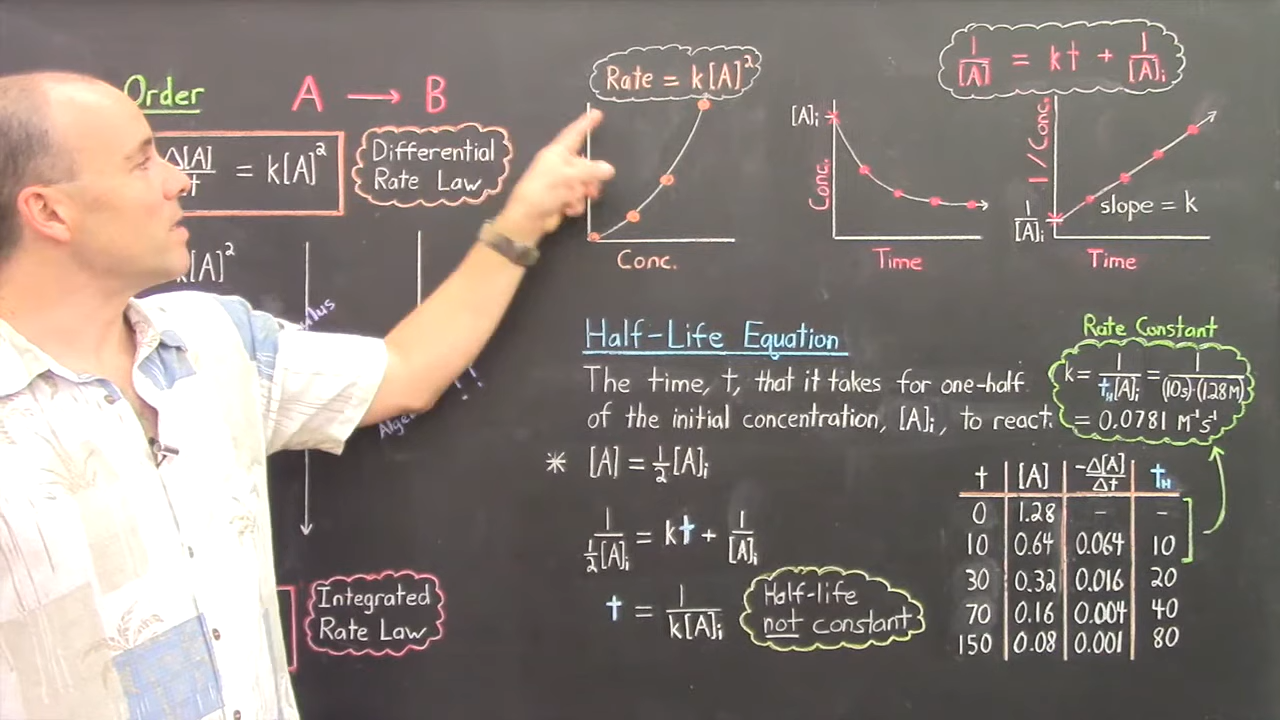 Order
A → B
Δ[A]
Δt
= k[A]²
Differential
Rate Law
k[A]²
Integrated
Rate Law
Rate = k[A]²
Conc.
[A]ᵢ
Conc.
Time
1/[A] = kt + 1/[A]ᵢ
1 / Conc.
1/[A]ᵢ
slope = k
Time
Half-Life Equation
The time, t, that it takes for one-half
of the initial concentration, [A]ᵢ, to react.
* [A] = ½[A]ᵢ
1/(½[A]ᵢ) = kt + 1/[A]ᵢ
t = 1/(k[A]ᵢ)
Half-life
not constant
Rate Constant
k = 1/(t_H[A]ᵢ) = 1/((10s)·(1.28M))
= 0.0781 M⁻¹s⁻¹
t [A] -Δ[A]/Δt t_H
0 1.28 – –
10 0.64 0.064 10
30 0.32 0.016 20
70 0.16 0.004 40
150 0.08 0.001 80